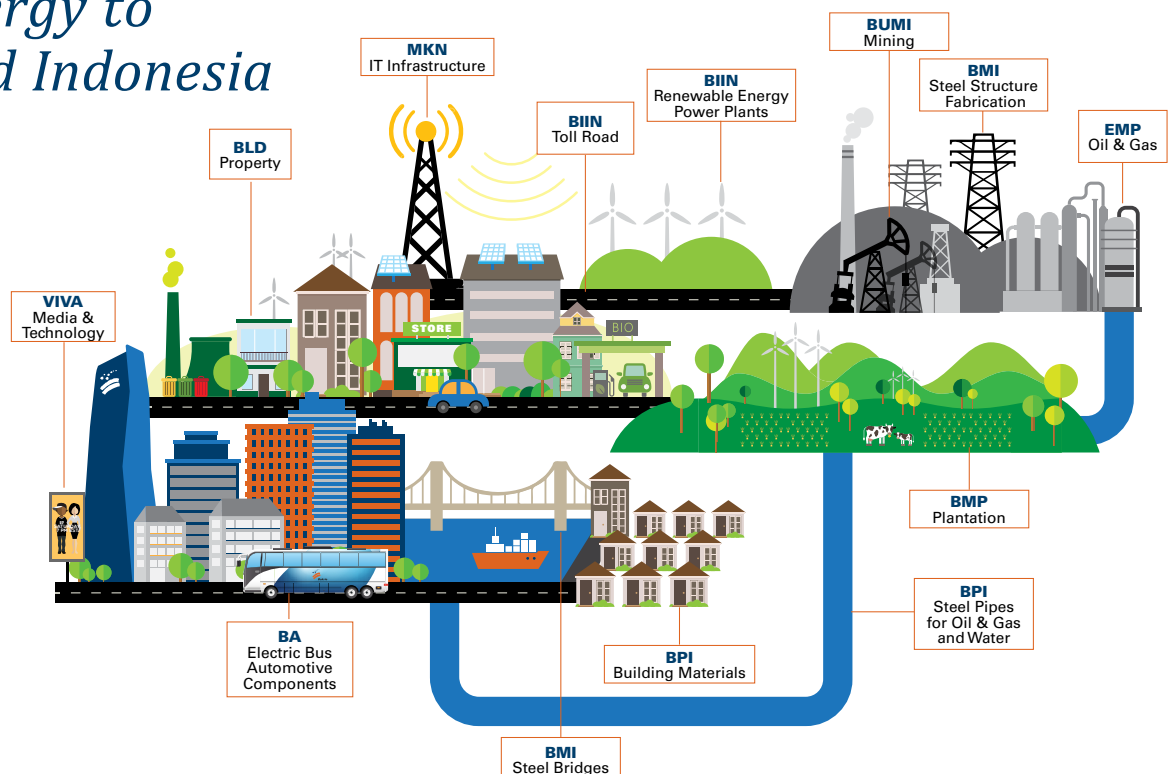 ergy to
d Indonesia
MKN
IT Infrastructure
BUMI
Mining
BMI
Steel Structure
Fabrication
BIIN
Renewable Energy
Power Plants
BIIN
Toll Road
EMP
Oil & Gas
BLD
Property
VIVA
Media &
Technology
STORE
BIO
BMP
Plantation
BPI
Steel Pipes
for Oil & Gas
and Water
BA
Electric Bus
Automotive
Components
BPI
Building Materials
BMI
Steel Bridges